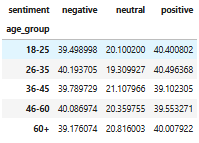 sentiment negative neutral positive
age_group
18-25 39.498998 20.100200 40.400802
26-35 40.193705 19.309927 40.496368
36-45 39.789729 21.107966 39.102305
46-60 40.086974 20.359755 39.553271
60+ 39.176074 20.816003 40.007922